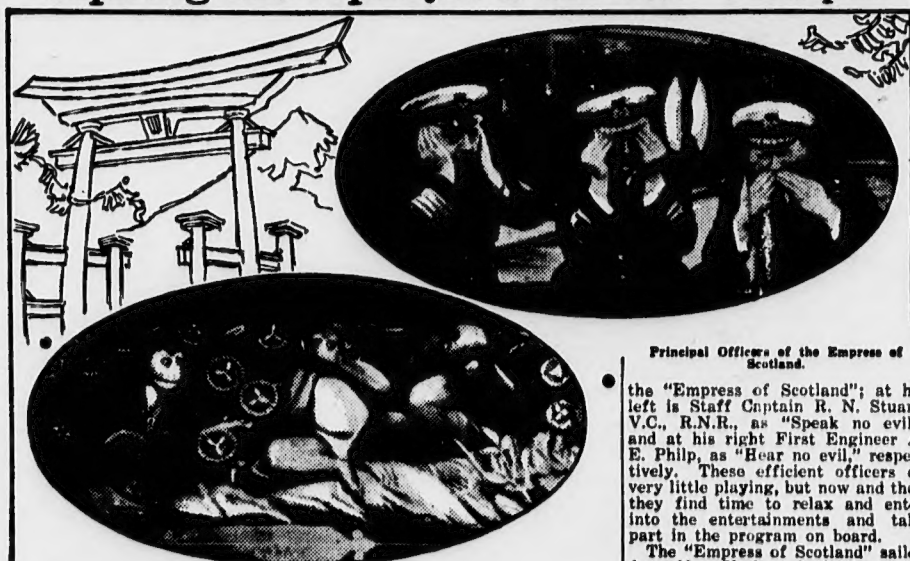 Principal Officers of the Empress of
Scotland.
the "Empress of Scotland"; at h
left is Staff Captain R. N. Stuar
V.C., R.N.R., as "Speak no evil
and at his right First Engineer
E. Philp, as "Hear no evil," respe
tively. These efficient officers
very little playing, but now and the
they find time to relax and ent
into the entertainments and tal
part in the program on board.
The "Empress of Scotland" saile